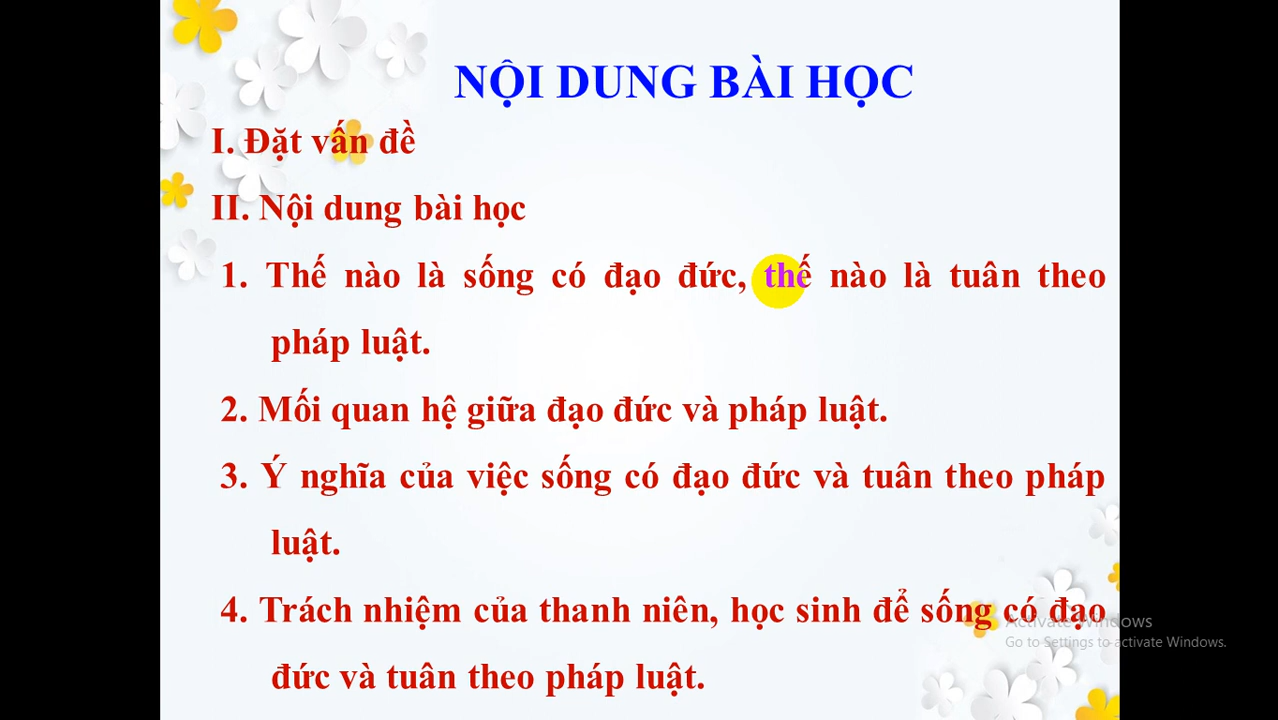 NỘI DUNG BÀI HỌC
I. Đặt vấn đề
II. Nội dung bài học
1. Thế nào là sống có đạo đức, thế nào là tuân theo
pháp luật.
2. Mối quan hệ giữa đạo đức và pháp luật.
3. Ý nghĩa của việc sống có đạo đức và tuân theo pháp
luật.
4. Trách nhiệm của thanh niên, học sinh để sống có đạo
đức và tuân theo pháp luật.
Activate Windows
Go to Settings to activate Windows.